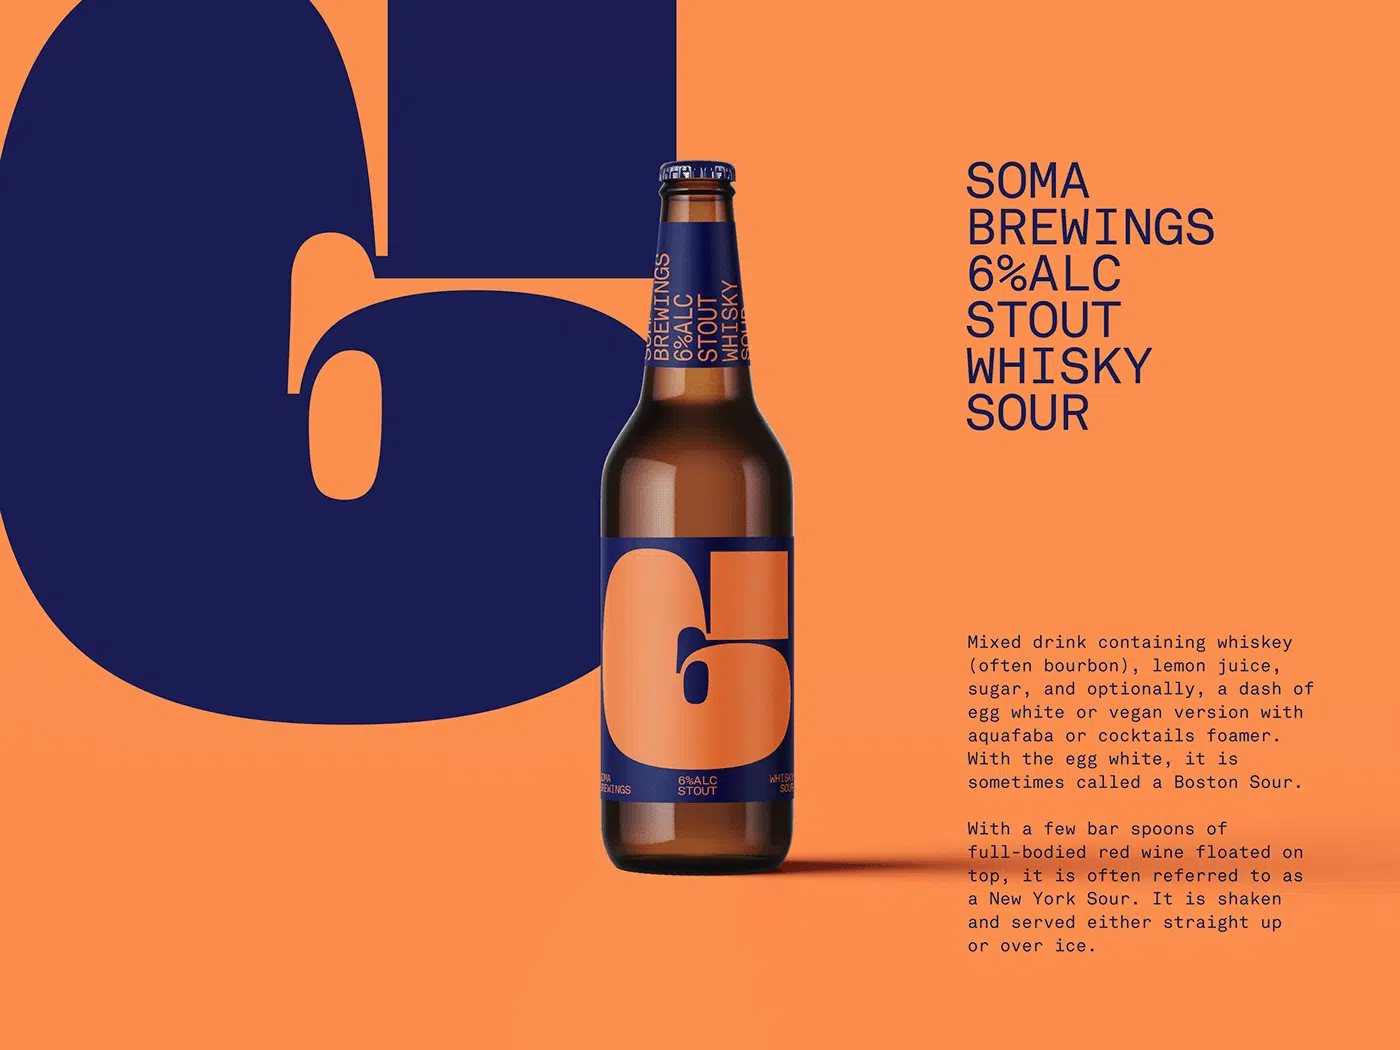 6
SOMA
BREWINGS
6%ALC
STOUT
WHISKY
SOUR
BREWINGS
6%ALC
STOUT
WHISKY
6
BREWINGS
6%ALC
STOUT
WHISKY
SOUR
Mixed drink containing whiskey
(often bourbon), lemon juice,
sugar, and optionally, a dash of
egg white or vegan version with
aquafaba or cocktails foamer.
With the egg white, it is
sometimes called a Boston Sour.
With a few bar spoons of
full-bodied red wine floated on
top, it is often referred to as
a New York Sour. It is shaken
and served either straight up
or over ice.